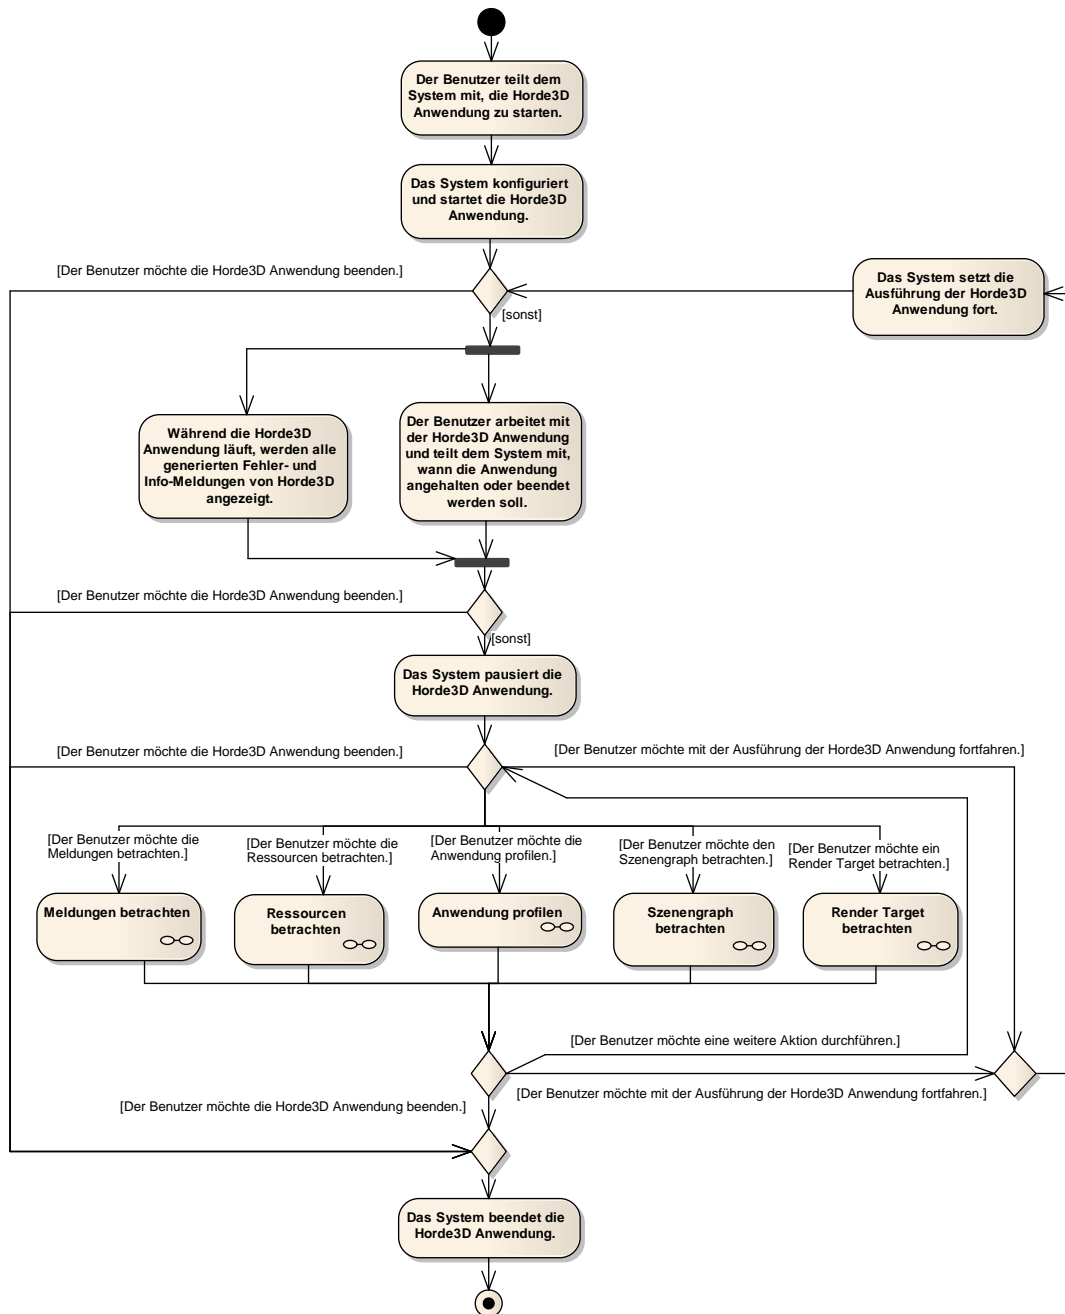 Der Benutzer teilt dem
System mit, die Horde3D
Anwendung zu starten.
Das System konfiguriert
und startet die Horde3D
Anwendung.
[Der Benutzer möchte die Horde3D Anwendung beenden.]
Das System setzt die
Ausführung der Horde3D
Anwendung fort.
[sonst]
Während die Horde3D
Anwendung läuft, werden alle
generierten Fehler- und
Info-Meldungen von Horde3D
angezeigt.
Der Benutzer arbeitet mit
der Horde3D Anwendung
und teilt dem System mit,
wann die Anwendung
angehalten oder beendet
werden soll.
[Der Benutzer möchte die Horde3D Anwendung beenden.]
[sonst]
Das System pausiert die
Horde3D Anwendung.
[Der Benutzer möchte die Horde3D Anwendung beenden.]
[Der Benutzer möchte mit der Ausführung der Horde3D Anwendung fortfahren.]
[Der Benutzer möchte die
Meldungen betrachten.]
[Der Benutzer möchte die
Ressourcen betrachten.]
[Der Benutzer möchte die
Anwendung profilen.]
[Der Benutzer möchte den
Szenengraph betrachten.]
[Der Benutzer möchte ein
Render Target betrachten.]
Meldungen betrachten
Ressourcen
betrachten
Anwendung profilen
Szenengraph
betrachten
Render Target
betrachten
[Der Benutzer möchte eine weitere Aktion durchführen.]
[Der Benutzer möchte mit der Ausführung der Horde3D Anwendung fortfahren.]
[Der Benutzer möchte die Horde3D Anwendung beenden.]
Das System beendet die
Horde3D Anwendung.